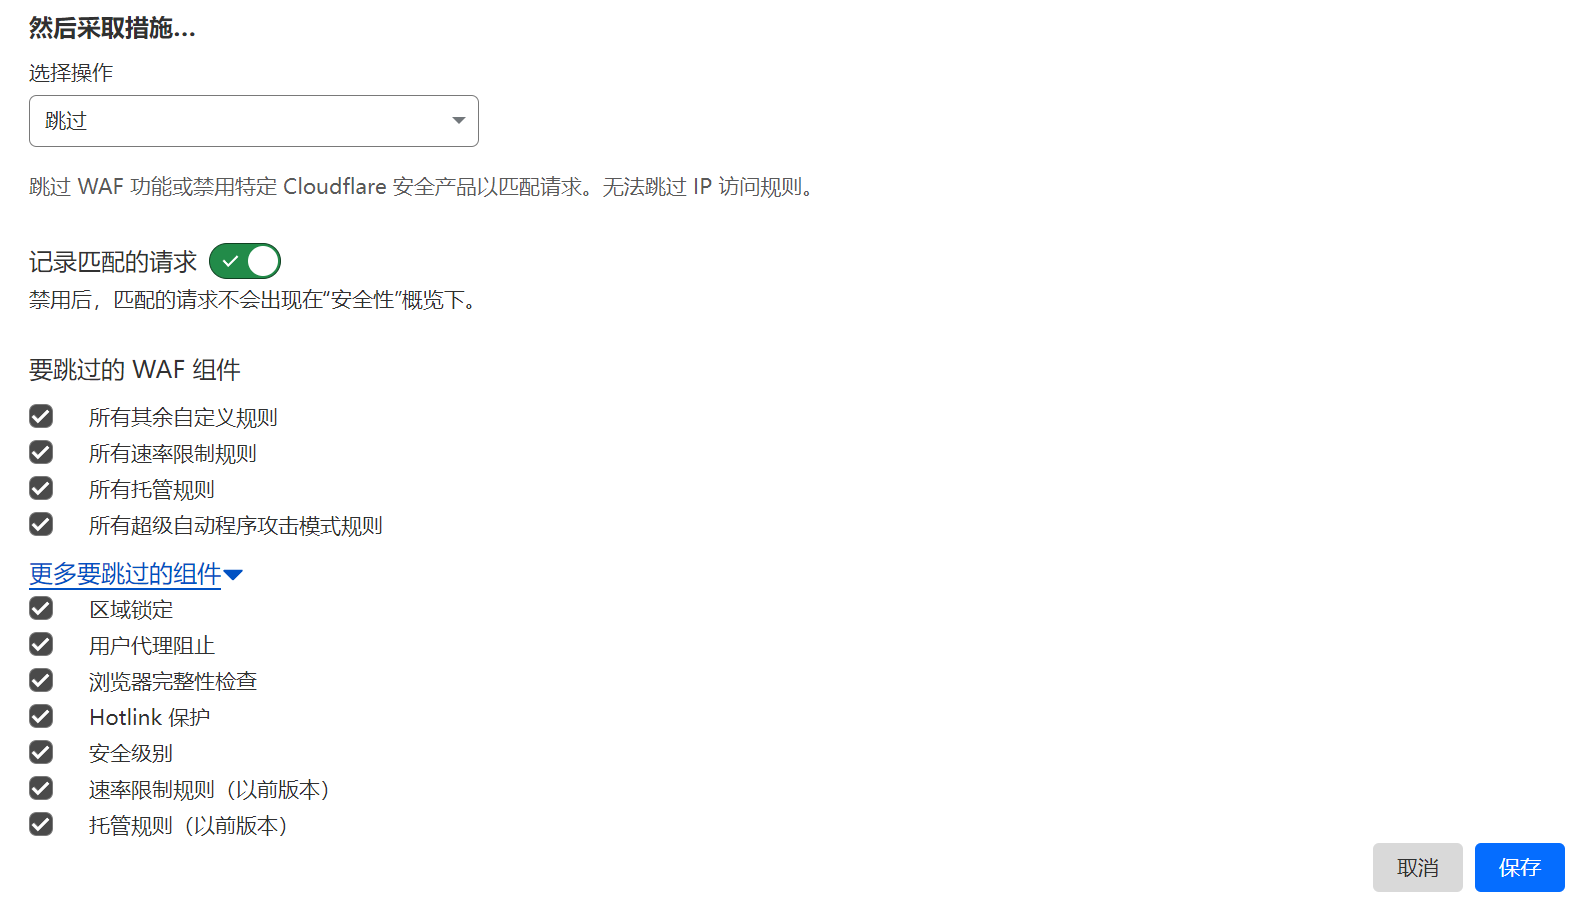 然后采取措施...
选择操作
跳过
跳过 WAF 功能或禁用特定 Cloudflare 安全产品以匹配请求。无法跳过 IP 访问规则。
记录匹配的请求
禁用后，匹配的请求不会出现在“安全性”概览下。
要跳过的 WAF 组件
所有其余自定义规则
所有速率限制规则
所有托管规则
所有超级自动程序攻击模式规则
更多要跳过的组件
区域锁定
用户代理阻止
浏览器完整性检查
Hotlink 保护
安全级别
速率限制规则（以前版本）
托管规则（以前版本）
取消
保存